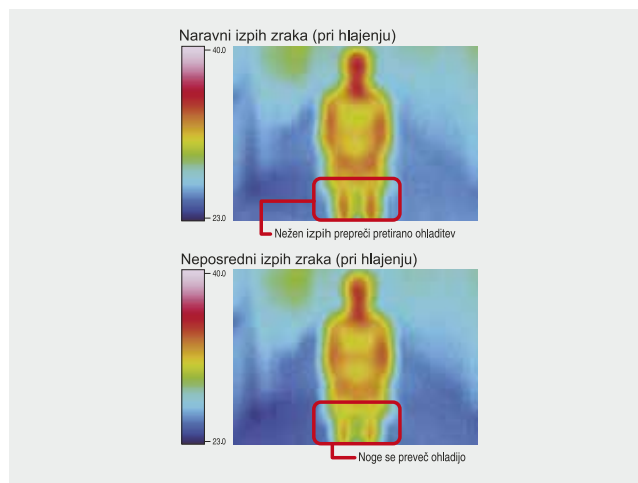 Naravni izpih zraka (pri hlajenju)
40.0
23.0
Nežen izpih prepreči pretirano ohladitev
Neposredni izpih zraka (pri hlajenju)
40.0
23.0
Noge se preveč ohladijo